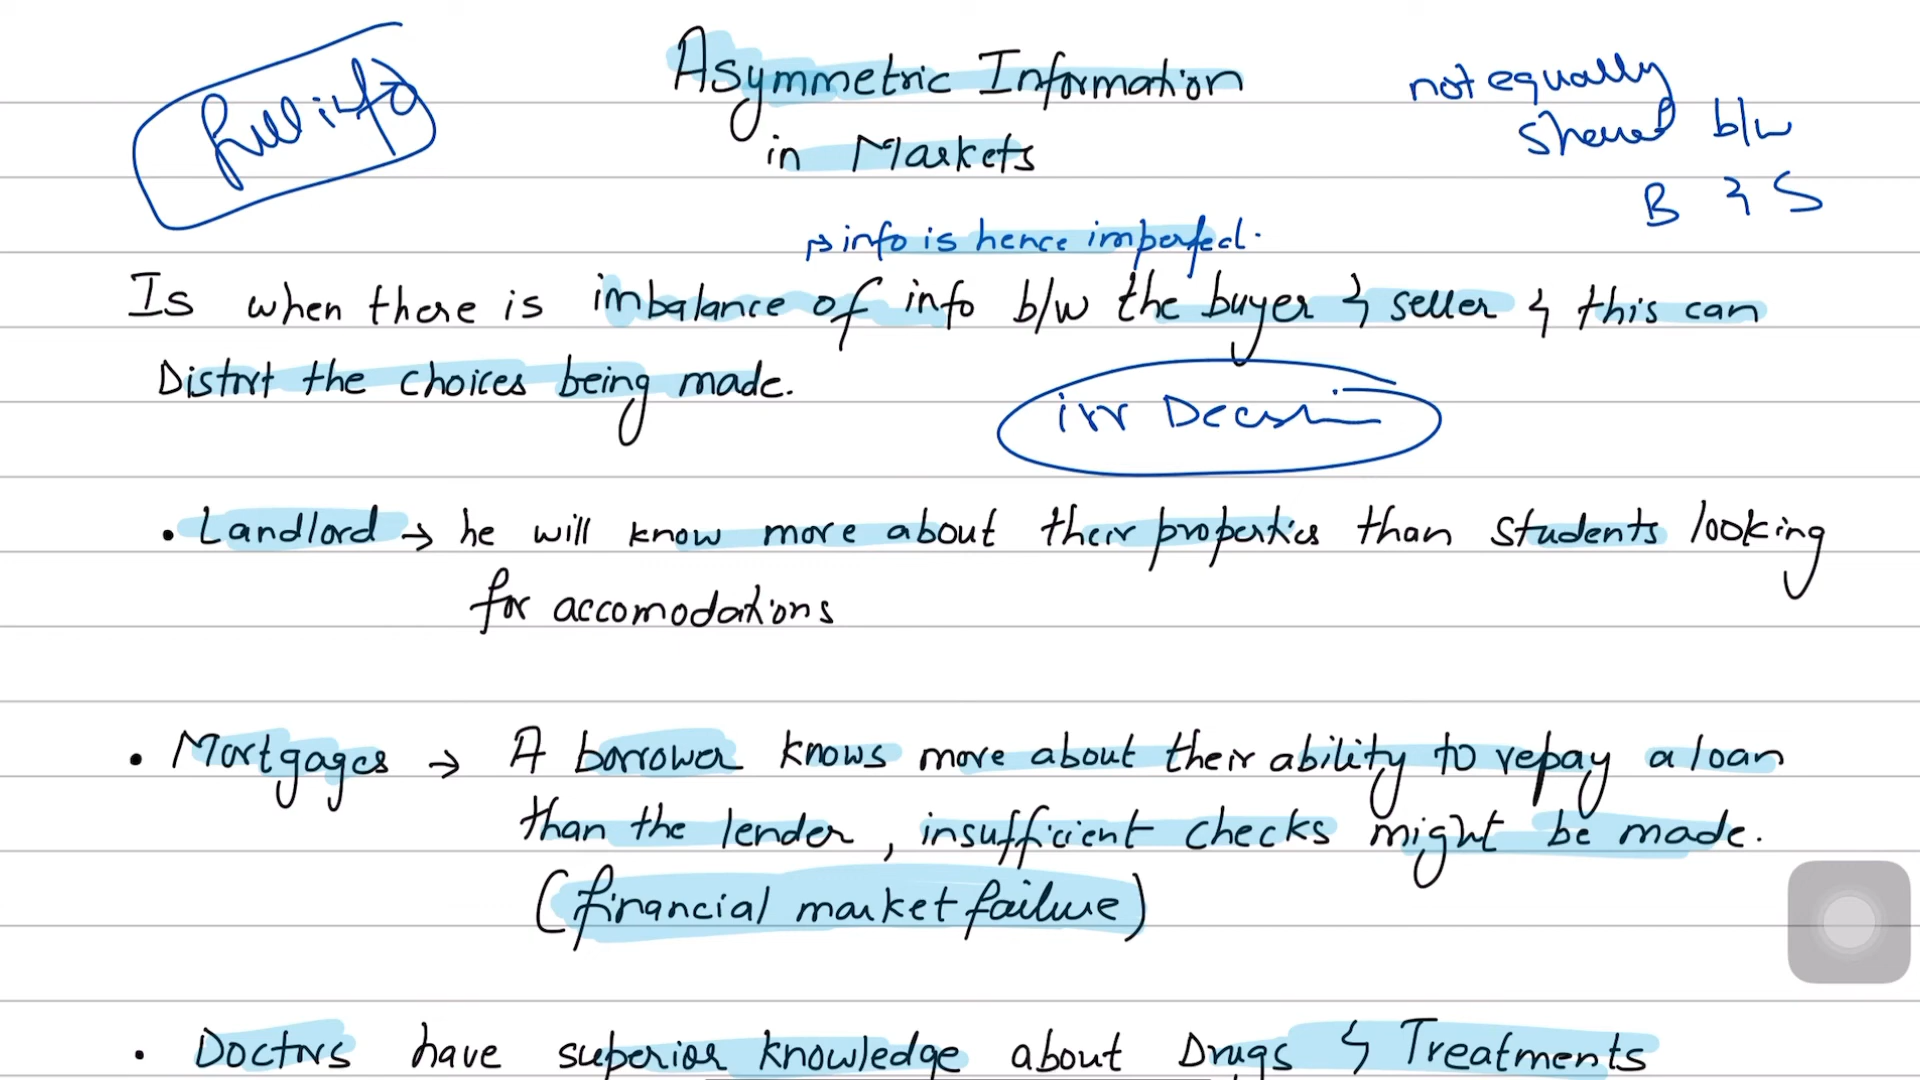 full info
Asymmetric Information
in Markets
not equally
shared b/w
B & S
→ info is hence imperfect.
Is when there is imbalance of info b/w the buyer & seller & this can
Distort the choices being made.
irr Decision
• Landlord → he will know more about their properties than students looking
for accomodations
• Mortgages → A borrower knows more about their ability to repay a loan
than the lender, insufficient checks might be made.
(financial market failure)
• Doctors have superior knowledge about Drugs & Treatments